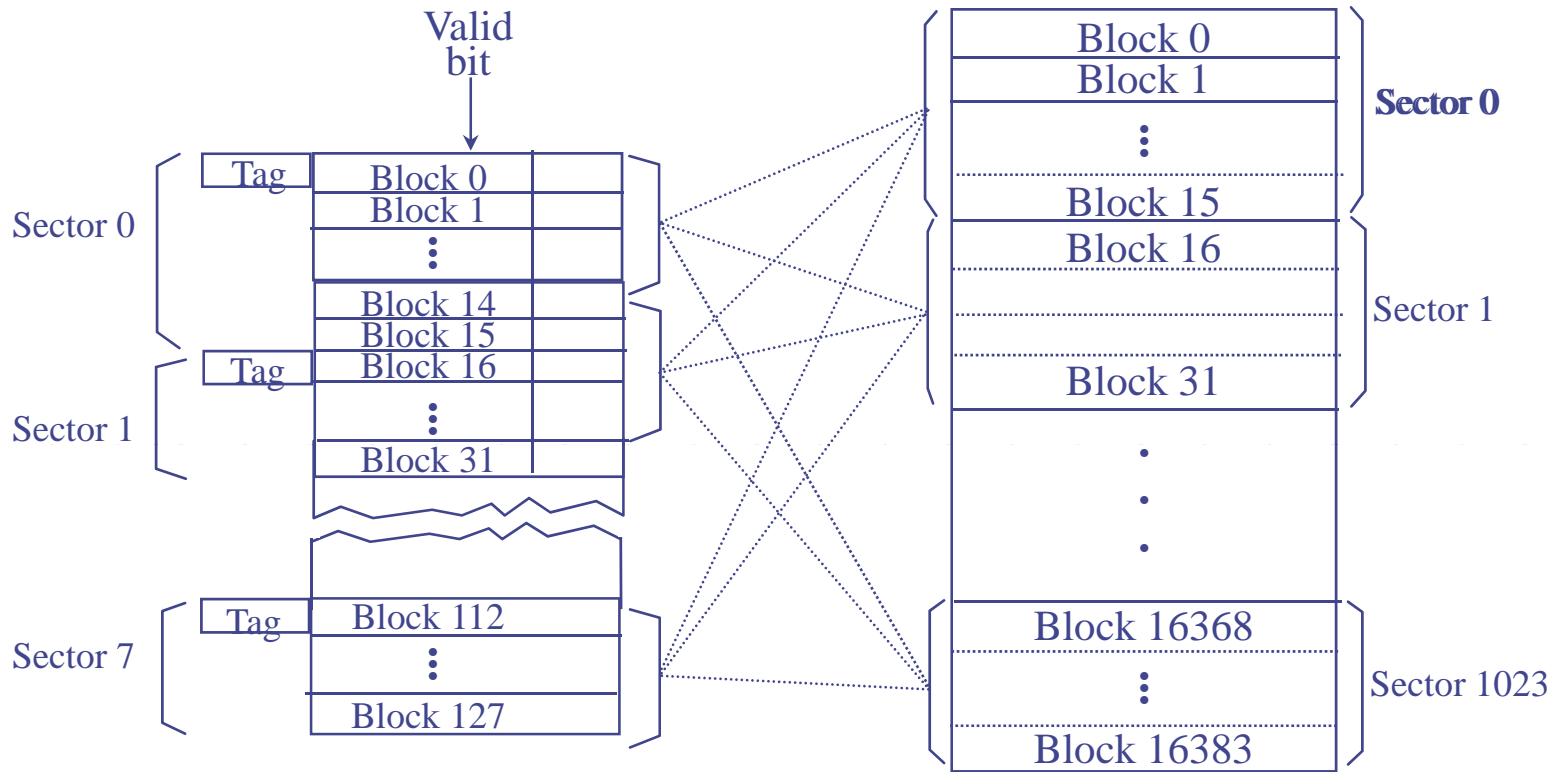 Valid
bit
Sector 0
Tag
Block 0
Block 1
Block 14
Block 15
Sector 1
Tag
Block 16
Block 31
Sector 7
Tag
Block 112
Block 127
Block 0
Block 1
Block 15
Sector 0
Block 16
Block 31
Sector 1
Block 16368
Block 16383
Sector 1023